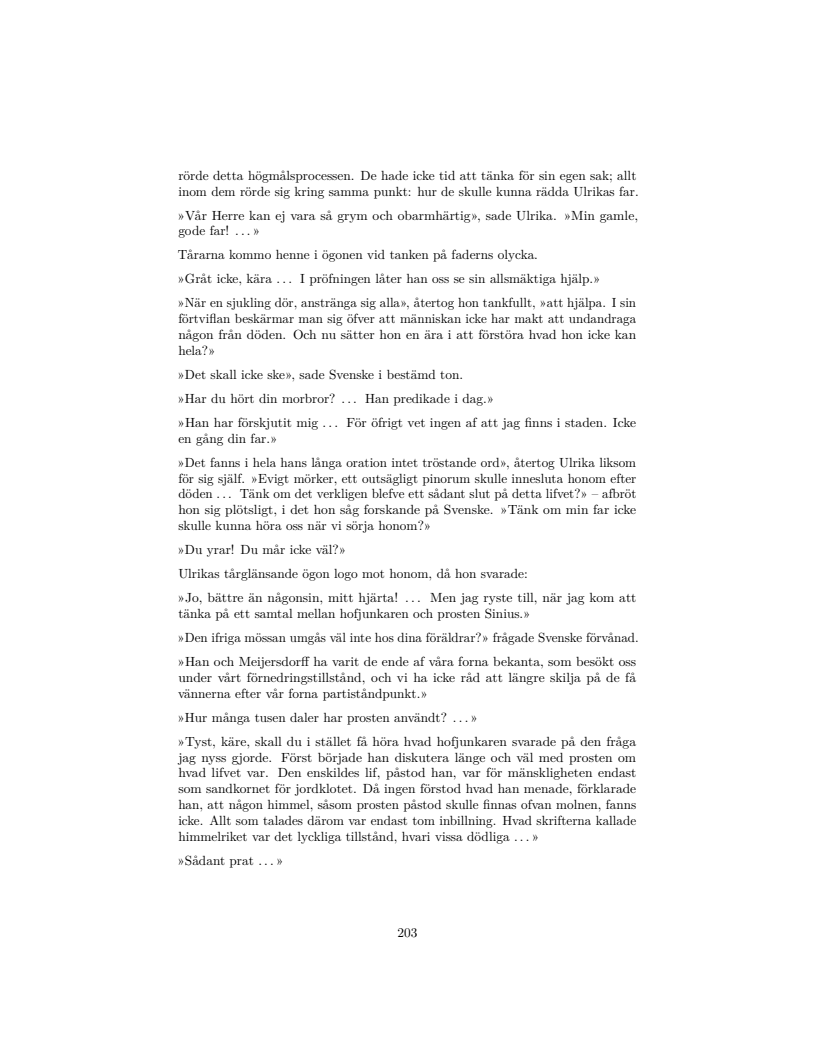 rörde detta högmålsprocessen. De hade icke tid att tänka för sin egen sak; allt
inom dem rörde sig kring samma punkt: hur de skulle kunna rädda Ulrikas far.
»Vår Herre kan ej vara så grym och obarmhärtig», sade Ulrika. »Min gamle,
gode far! ...»
Tårarna kommo henne i ögonen vid tanken på faderns olycka.
»Gråt icke, kära ... I pröfningen låter han oss se sin allsmäktiga hjälp.»
»När en sjukling dör, anstränga sig alla», återtog hon tankfullt, »att hjälpa. I sin
förtviflan beskärmar man sig öfver att människan icke har makt att undandraga
någon från döden. Och nu sätter hon en ära i att förstöra hvad hon icke kan
hela?»
»Det skall icke ske», sade Svenske i bestämd ton.
»Har du hört din morbror? ... Han predikade i dag.»
»Han har förskjutit mig ... För öfrigt vet ingen af att jag finns i staden. Icke
en gång din far.»
»Det fanns i hela hans långa oration intet tröstande ord», återtog Ulrika liksom
för sig själf. »Evigt mörker, ett outsägligt pinorum skulle innesluta honom efter
döden ... Tänk om det verkligen blefve ett sådant slut på detta lifvet?» – afbröt
hon sig plötsligt, i det hon såg forskande på Svenske. »Tänk om min far icke
skulle kunna höra oss när vi sörja honom?»
»Du yrar! Du mår icke väl?»
Ulrikas tårglänsande ögon logo mot honom, då hon svarade:
»Jo, bättre än någonsin, mitt hjärta! ... Men jag ryste till, när jag kom att
tänka på ett samtal mellan hofjunkaren och prosten Sinius.»
»Den ifriga mössan umgås väl inte hos dina föräldrar?» frågade Svenske förvånad.
»Han och Meijersdorff ha varit de ende af våra forna bekanta, som besökt oss
under vårt förnedringstillstånd, och vi ha icke råd att längre skilja på de få
vännerna efter vår forna partiståndpunkt.»
»Hur många tusen daler har prosten användt? ...»
»Tyst, käre, skall du i stället få höra hvad hofjunkaren svarade på den fråga
jag nyss gjorde. Först började han diskutera länge och väl med prosten om
hvad lifvet var. Den enskildes lif, påstod han, var för mänskligheten endast
som sandkornet för jordklotet. Då ingen förstod hvad han menade, förklarade
han, att någon himmel, såsom prosten påstod skulle finnas ofvan molnen, fanns
icke. Allt som talades därom var endast tom inbillning. Hvad skrifterna kallade
himmelriket var det lyckliga tillstånd, hvari vissa dödliga ...»
»Sådant prat ...»
203